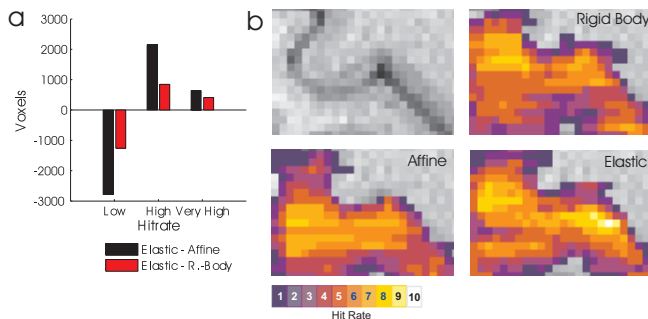 a
3000
2000
1000
0
-1000
-2000
-3000
Voxels
Low High Very High
Hitrate
Elastic - Affine
Elastic - R.-Body
b
Rigid Body
Affine
Elastic
1 2 3 4 5 6 7 8 9 10
Hit Rate